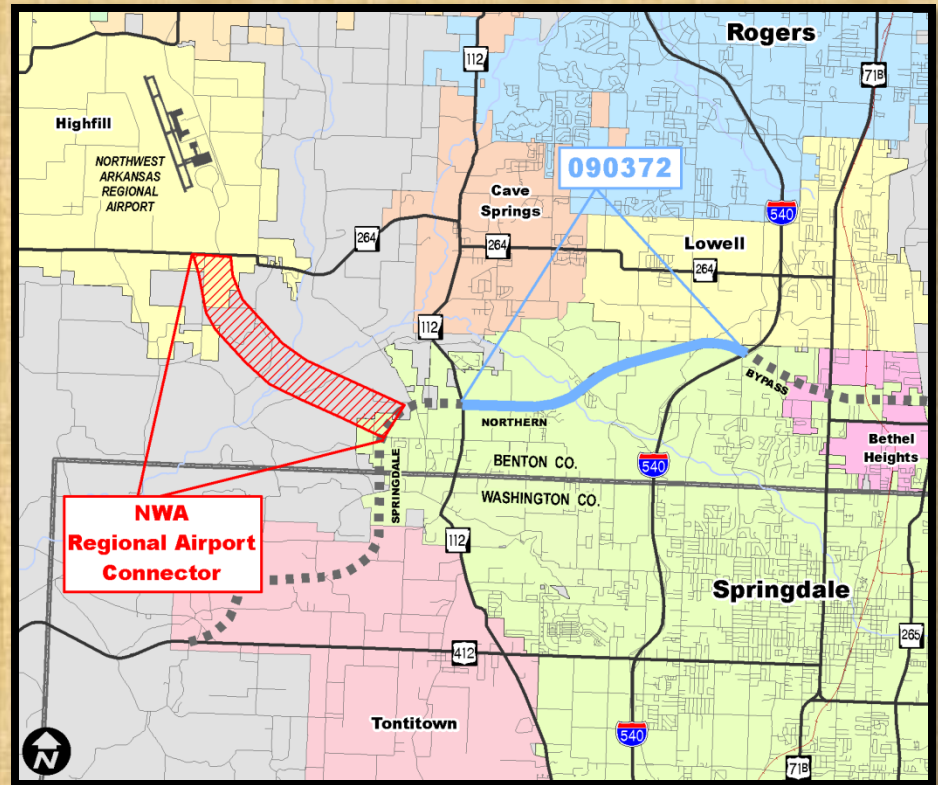 Rogers
112
71B
Highfill
NORTHWEST
ARKANSAS
REGIONAL
AIRPORT
090372
Cave
Springs
540
264
264
Lowell
264
112
BYPASS
NORTHERN
Bethel
Heights
BENTON CO.
540
WASHINGTON CO.
SPRINGDALE
NWA
Regional Airport
Connector
112
Springdale
265
412
Tontitown
540
71B
N